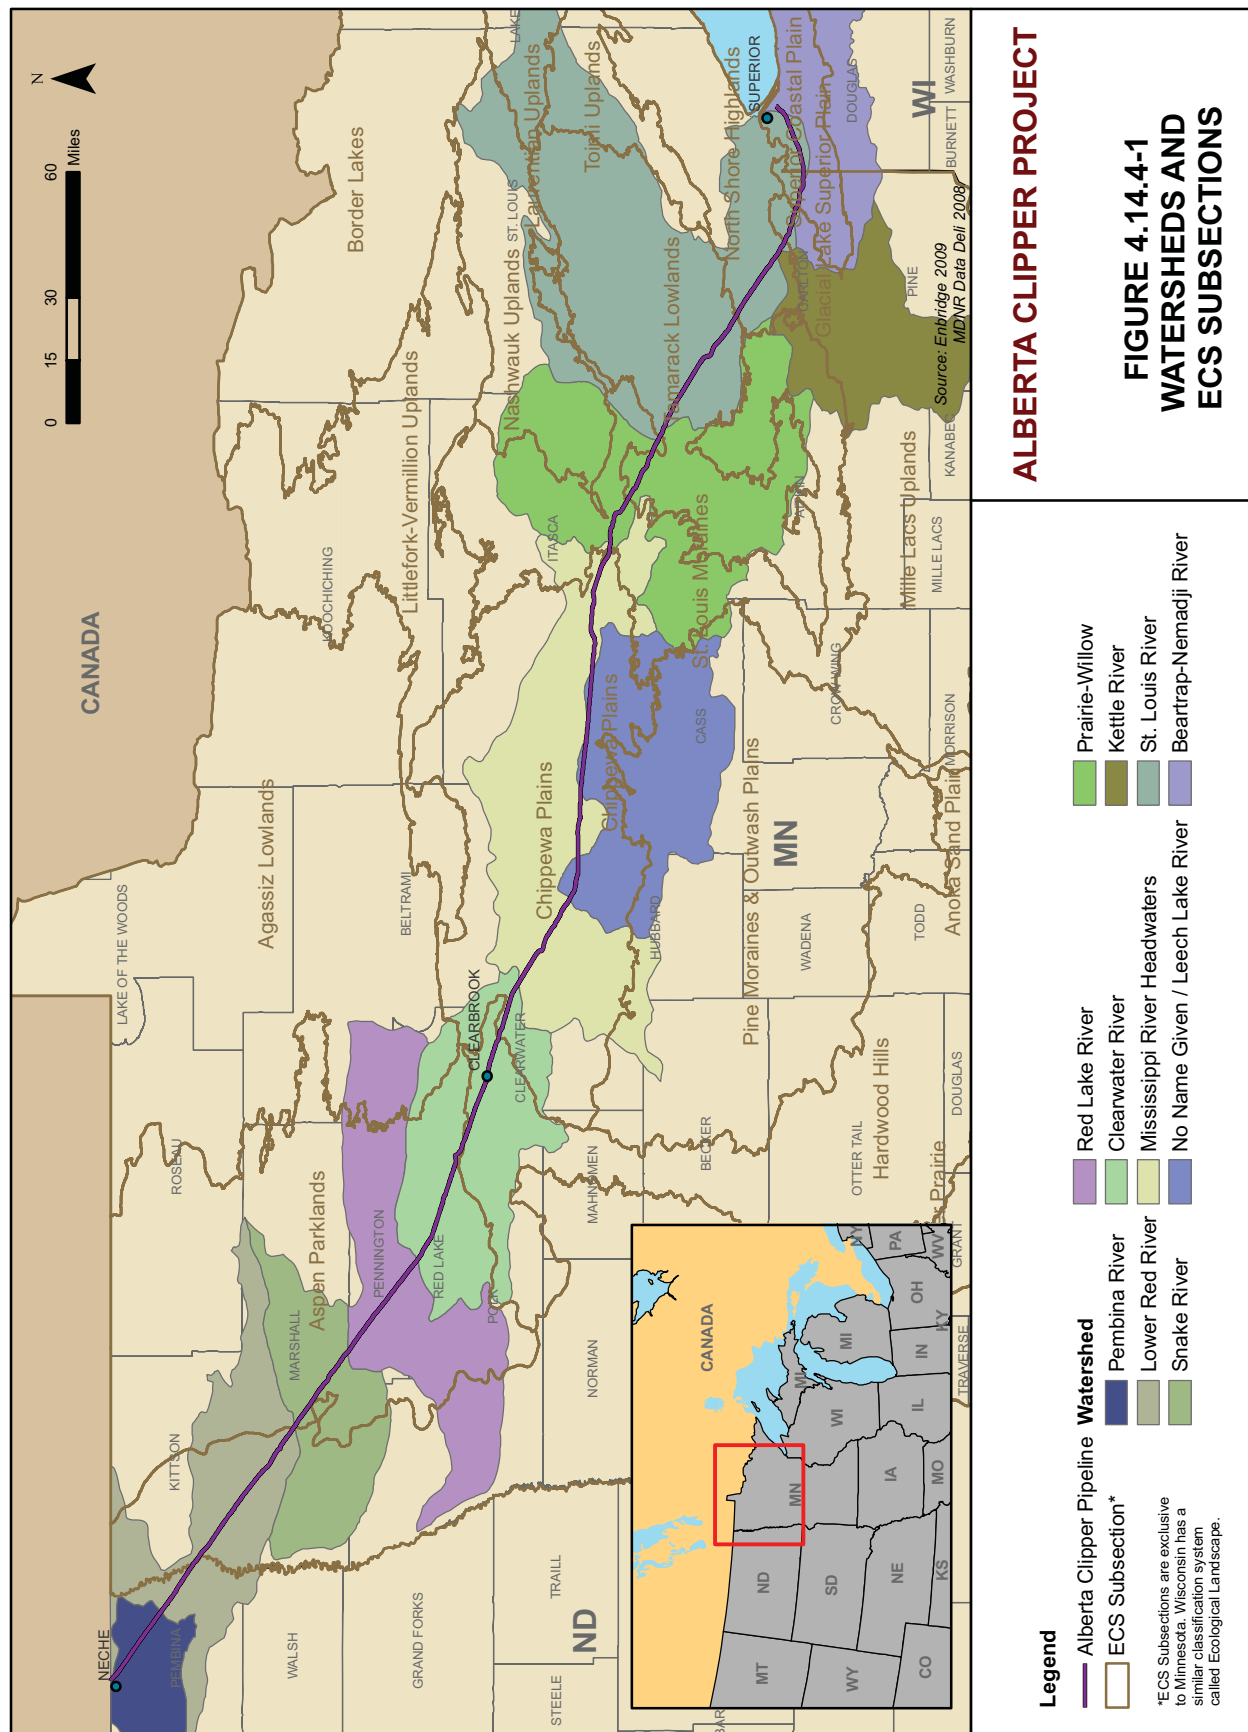 CANADA
N
0 15 30 60
Miles
LAKE OF THE WOODS
ROSEAU
KITTSON
NECHE
PEMBINA
Border Lakes
Agassiz Lowlands
KOOCHICHING
Littlefork-Vermillion Uplands
BELTRAMI
Aspen Parklands
MARSHALL
PENNINGTON
WALSH
RED LAKE
POLK
GRAND FORKS
CLEARBROOK
CLEARWATER
Chippewa Plains
ITASCA
Nashwauk Uplands
ST. LOUIS
Laurentian Uplands
LAKE
Toimi Uplands
Chippewa Plains
St. Louis Moraines
Tamarack Lowlands
North Shore Highlands
SUPERIOR
Superior Coastal Plain
Glacial Lake Superior Plain
DOUGLAS
CARLTON
AITKIN
CASS
HUBBARD
MAHNOMEN
NORMAN
TRAILL
STEELE
ND
BECKER
Pine Moraines & Outwash Plains
MN
WADENA
CROW WING
Mille Lacs Uplands
MILLE LACS
KANABEC
PINE
WI
BURNETT
WASHBURN
OTTER TAIL
Hardwood Hills
DOUGLAS
TODD
Anoka Sand Plain
MORRISON
GRANT
TRAVERSE
Source: Enbridge 2009
MDNR Data Deli 2008
CANADA
MT
ND
MN
WI
MI
MI
NY
PA
WY
SD
IA
IL
IN
OH
WV
KY
CO
NE
KS
MO
Legend
Alberta Clipper Pipeline
ECS Subsection*
*ECS Subsections are exclusive
to Minnesota. Wisconsin has a
similar classification system
called Ecological Landscape.
Watershed
Pembina River
Lower Red River
Snake River
Red Lake River
Clearwater River
Mississippi River Headwaters
No Name Given / Leech Lake River
Prairie-Willow
Kettle River
St. Louis River
Beartrap-Nemadji River
ALBERTA CLIPPER PROJECT
FIGURE 4.14.4-1
WATERSHEDS AND
ECS SUBSECTIONS